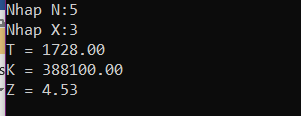 Nhap N:5
Nhap X:3
T = 1728.00
K = 388100.00
Z = 4.53